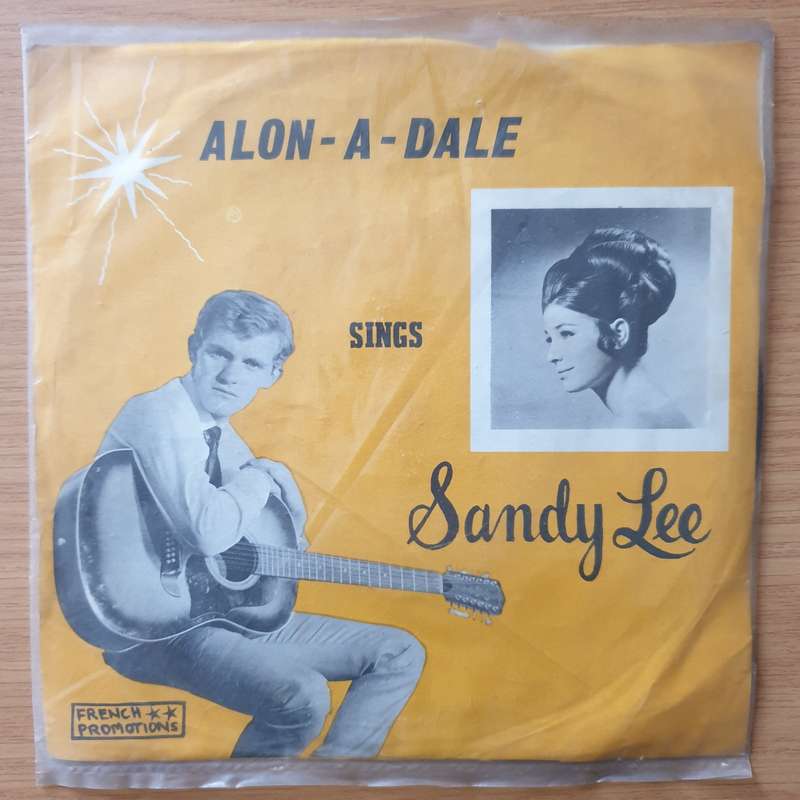 ALON-A-DALE
SINGS
Sandy Lee
FRENCH ★★
PROMOTIONS